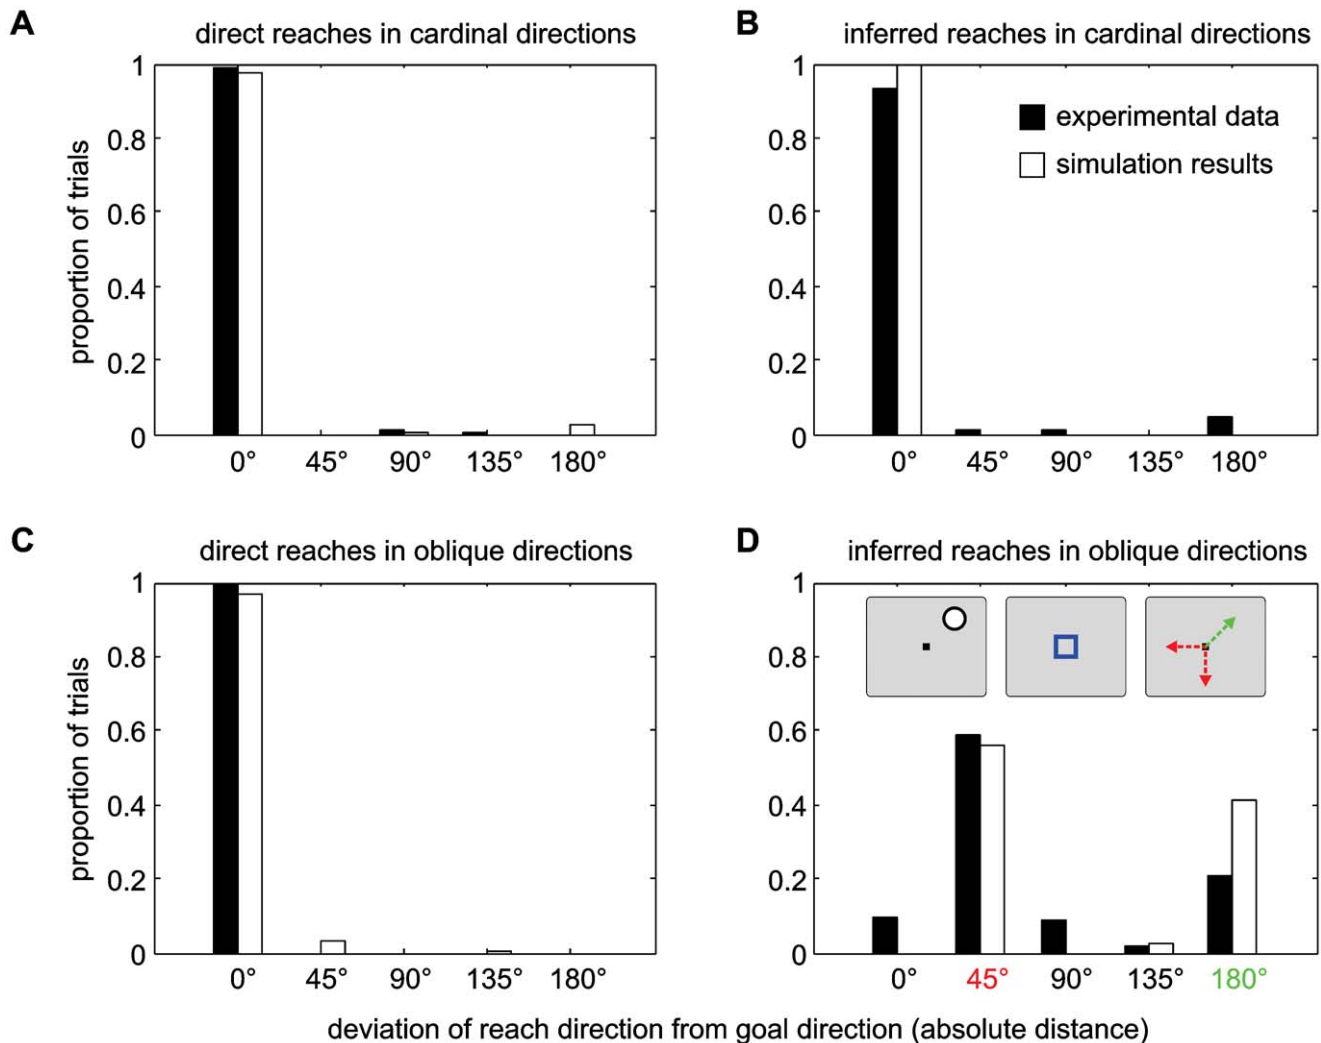 A
direct reaches in cardinal directions
proportion of trials
1
0.8
0.6
0.4
0.2
0
0° 45° 90° 135° 180°
B
inferred reaches in cardinal directions
1
0.8
0.6
0.4
0.2
0
experimental data
simulation results
0° 45° 90° 135° 180°
C
direct reaches in oblique directions
proportion of trials
1
0.8
0.6
0.4
0.2
0
0° 45° 90° 135° 180°
D
inferred reaches in oblique directions
1
0.8
0.6
0.4
0.2
0
0° 45° 90° 135° 180°
deviation of reach direction from goal direction (absolute distance)